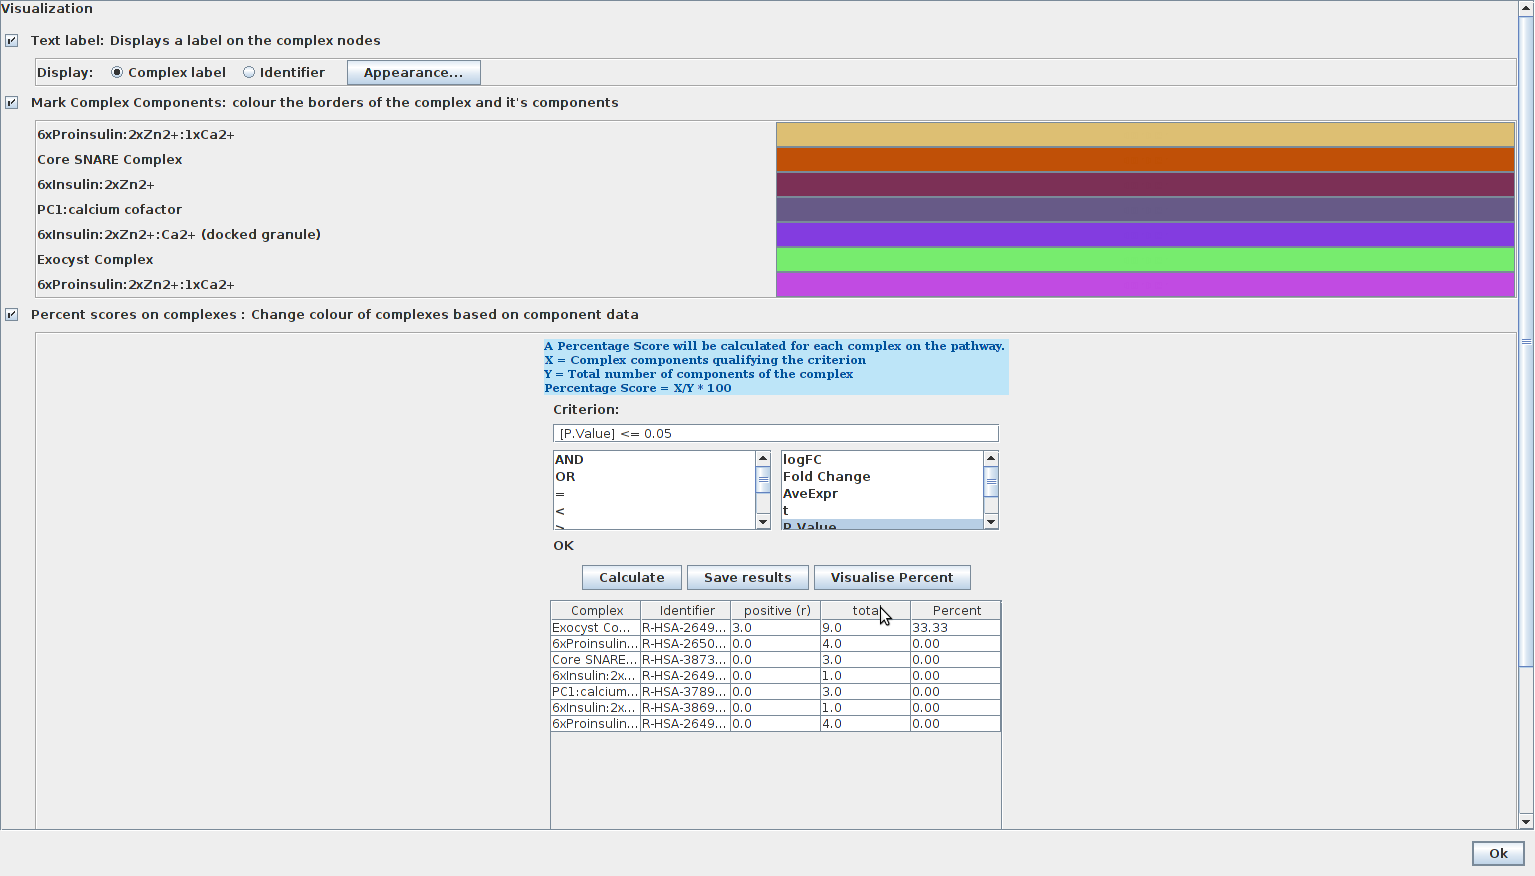 Visualization
Text label: Displays a label on the complex nodes
Display: Complex label Identifier Appearance...
Mark Complex Components: colour the borders of the complex and it's components
6xProinsulin:2xZn2+:1xCa2+
Core SNARE Complex
6xInsulin:2xZn2+
PC1:calcium cofactor
6xInsulin:2xZn2+:Ca2+ (docked granule)
Exocyst Complex
6xProinsulin:2xZn2+:1xCa2+
Percent scores on complexes : Change colour of complexes based on component data
A Percentage Score will be calculated for each complex on the pathway.
X = Complex components qualifying the criterion
Y = Total number of components of the complex
Percentage Score = X/Y * 100
Criterion:
[P.Value] <= 0.05
AND logFC
OR Fold Change
= AveExpr
< t
> P.Value
OK
Calculate Save results Visualise Percent
Complex Identifier positive (r) total Percent
Exocyst Co... R-HSA-2649... 3.0 9.0 33.33
6xProinsulin... R-HSA-2650... 0.0 4.0 0.00
Core SNARE... R-HSA-3873... 0.0 3.0 0.00
6xInsulin:2x... R-HSA-2649... 0.0 1.0 0.00
PC1:calcium... R-HSA-3789... 0.0 3.0 0.00
6xInsulin:2x... R-HSA-3869... 0.0 1.0 0.00
6xProinsulin... R-HSA-2649... 0.0 4.0 0.00
Ok